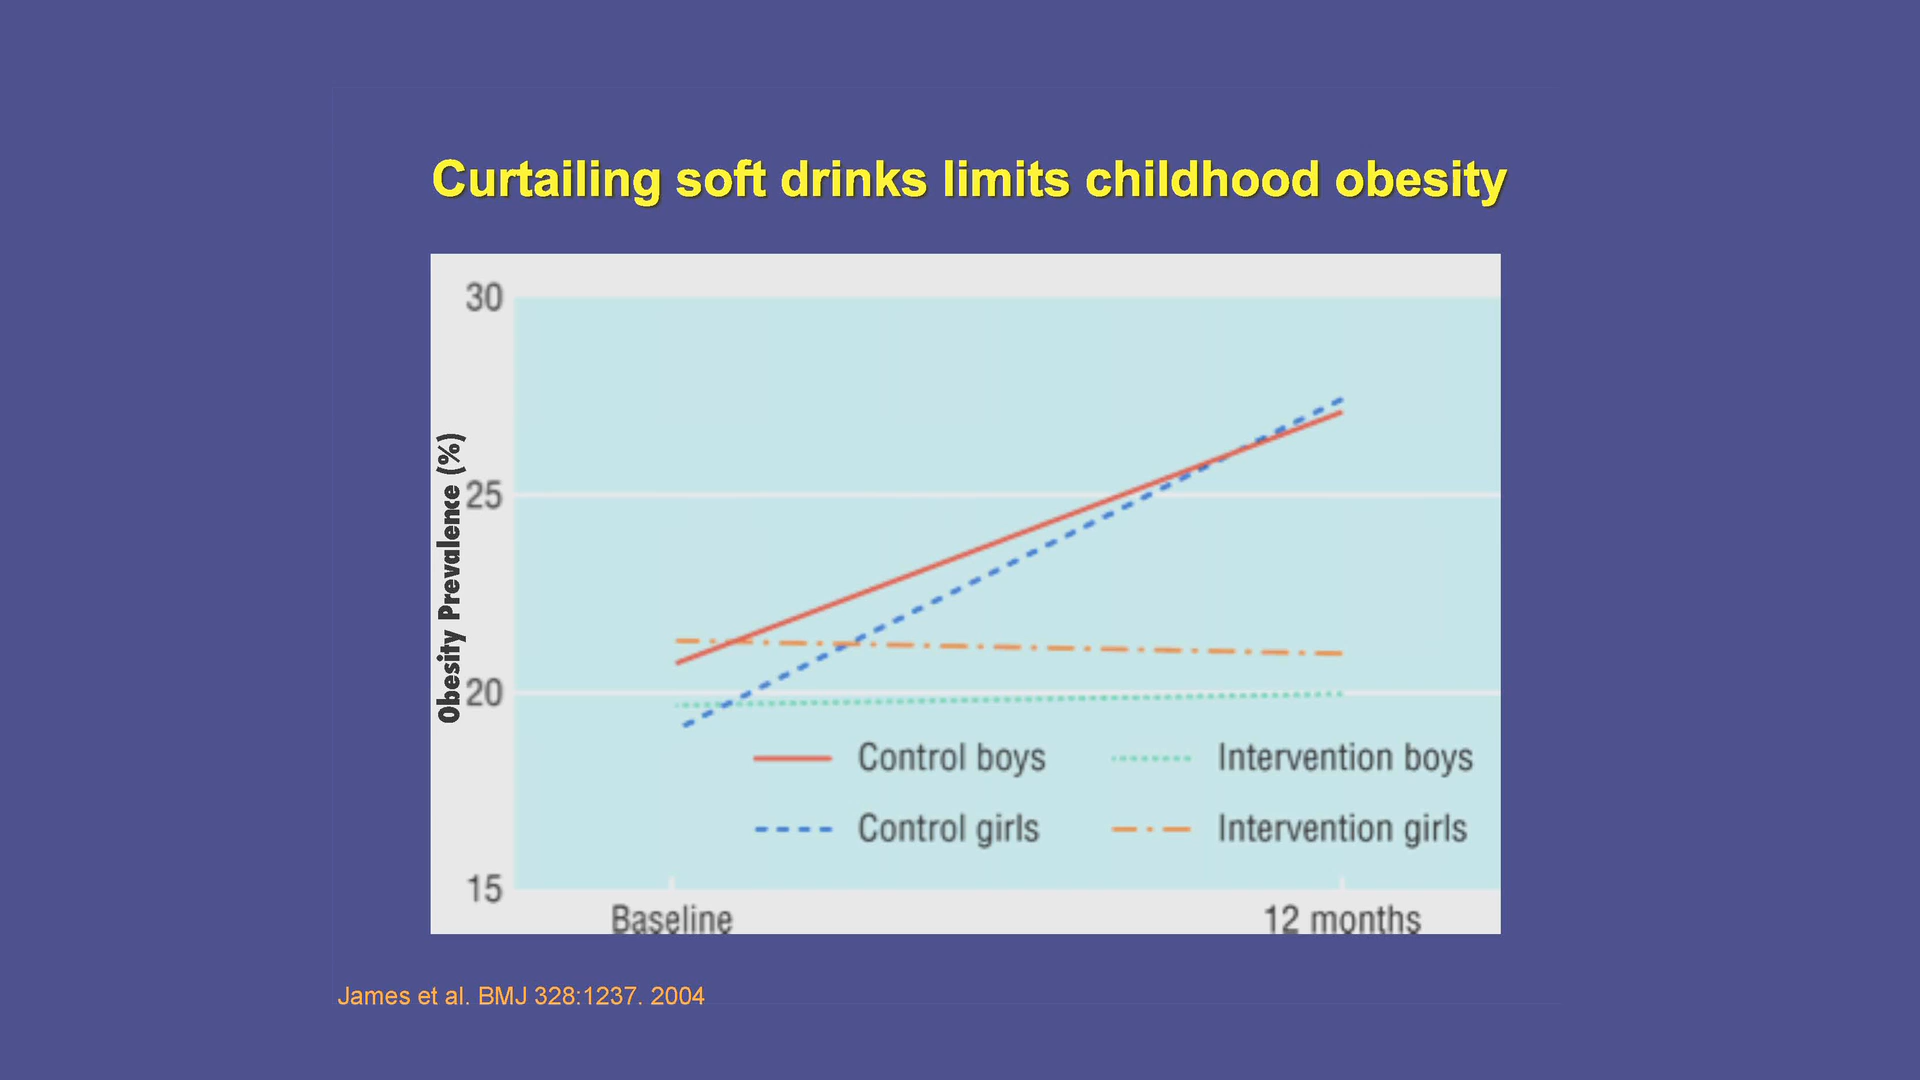 Curtailing soft drinks limits childhood obesity
30
25
20
15
Obesity Prevalence (%)
Control boys
Intervention boys
Control girls
Intervention girls
Baseline
12 months
James et al. BMJ 328:1237. 2004